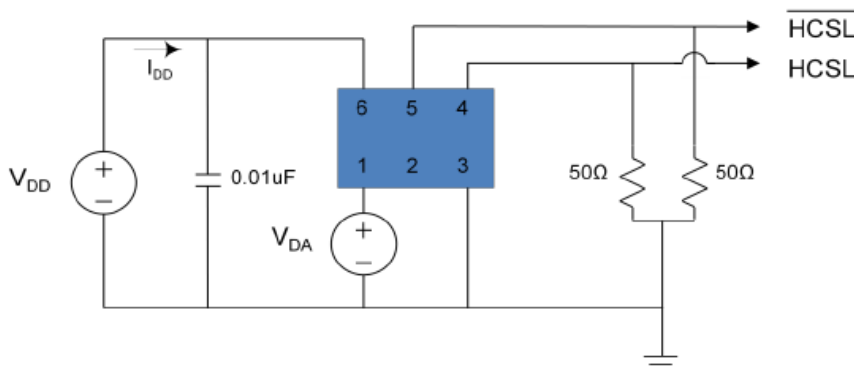 HCSL
I_DD
HCSL
6 5 4
1 2 3
V_DD
+
−
0.01uF
50Ω
50Ω
V_DA
+
−